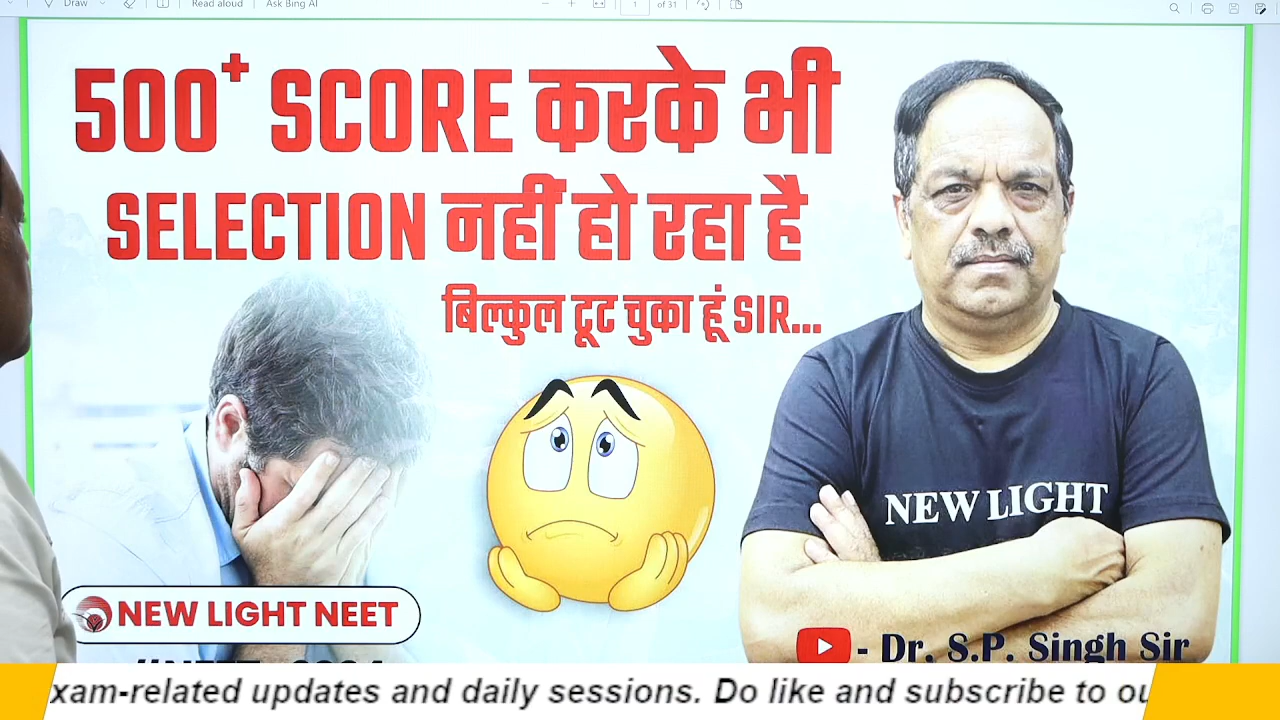 Draw
Read aloud
Ask Bing AI
1 of 31
500+ SCORE करके भी
SELECTION नहीं हो रहा है
बिल्कुल टूट चुका हूं SIR...
NEW LIGHT
NEW LIGHT NEET
- Dr. S.P. Singh Sir
xam-related updates and daily sessions. Do like and subscribe to ou